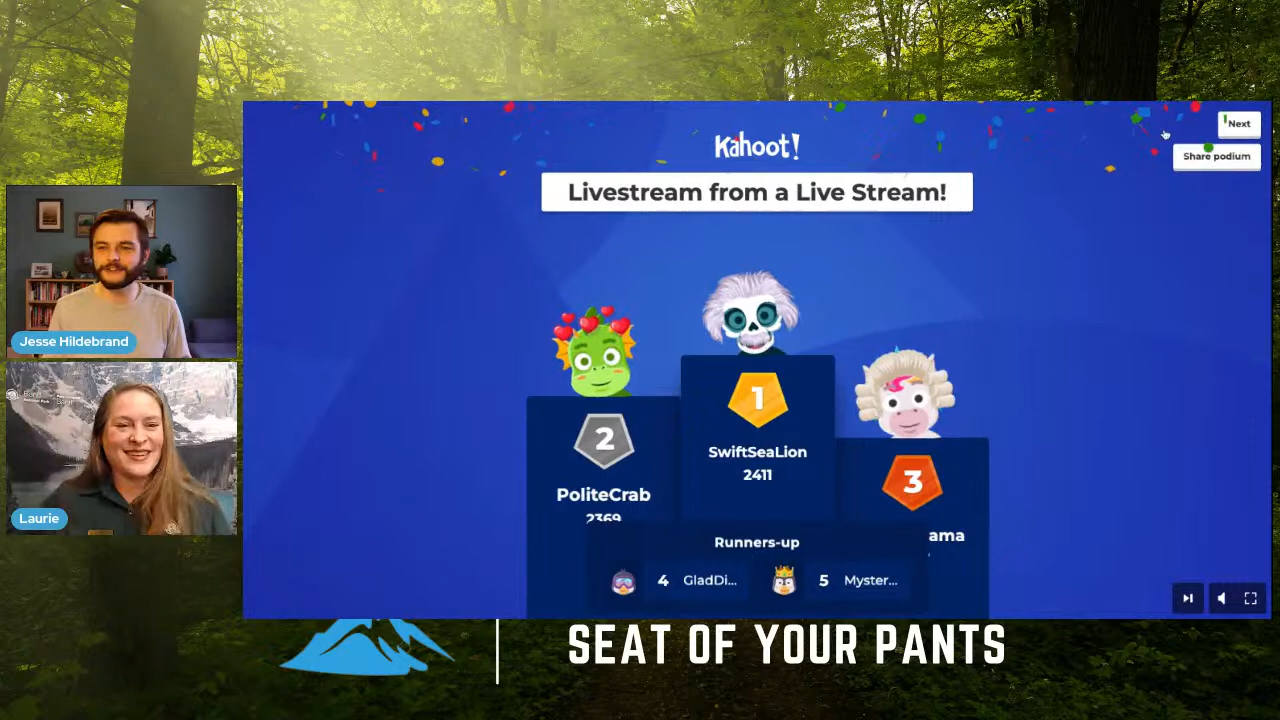 Kahoot!
Next
Share podium
Livestream from a Live Stream!
1
SwiftSeaLion
2411
2
PoliteCrab
2369
3
ama
Runners-up
4 GladDi...
5 Myster...
Jesse Hildebrand
Laurie
SEAT OF YOUR PANTS